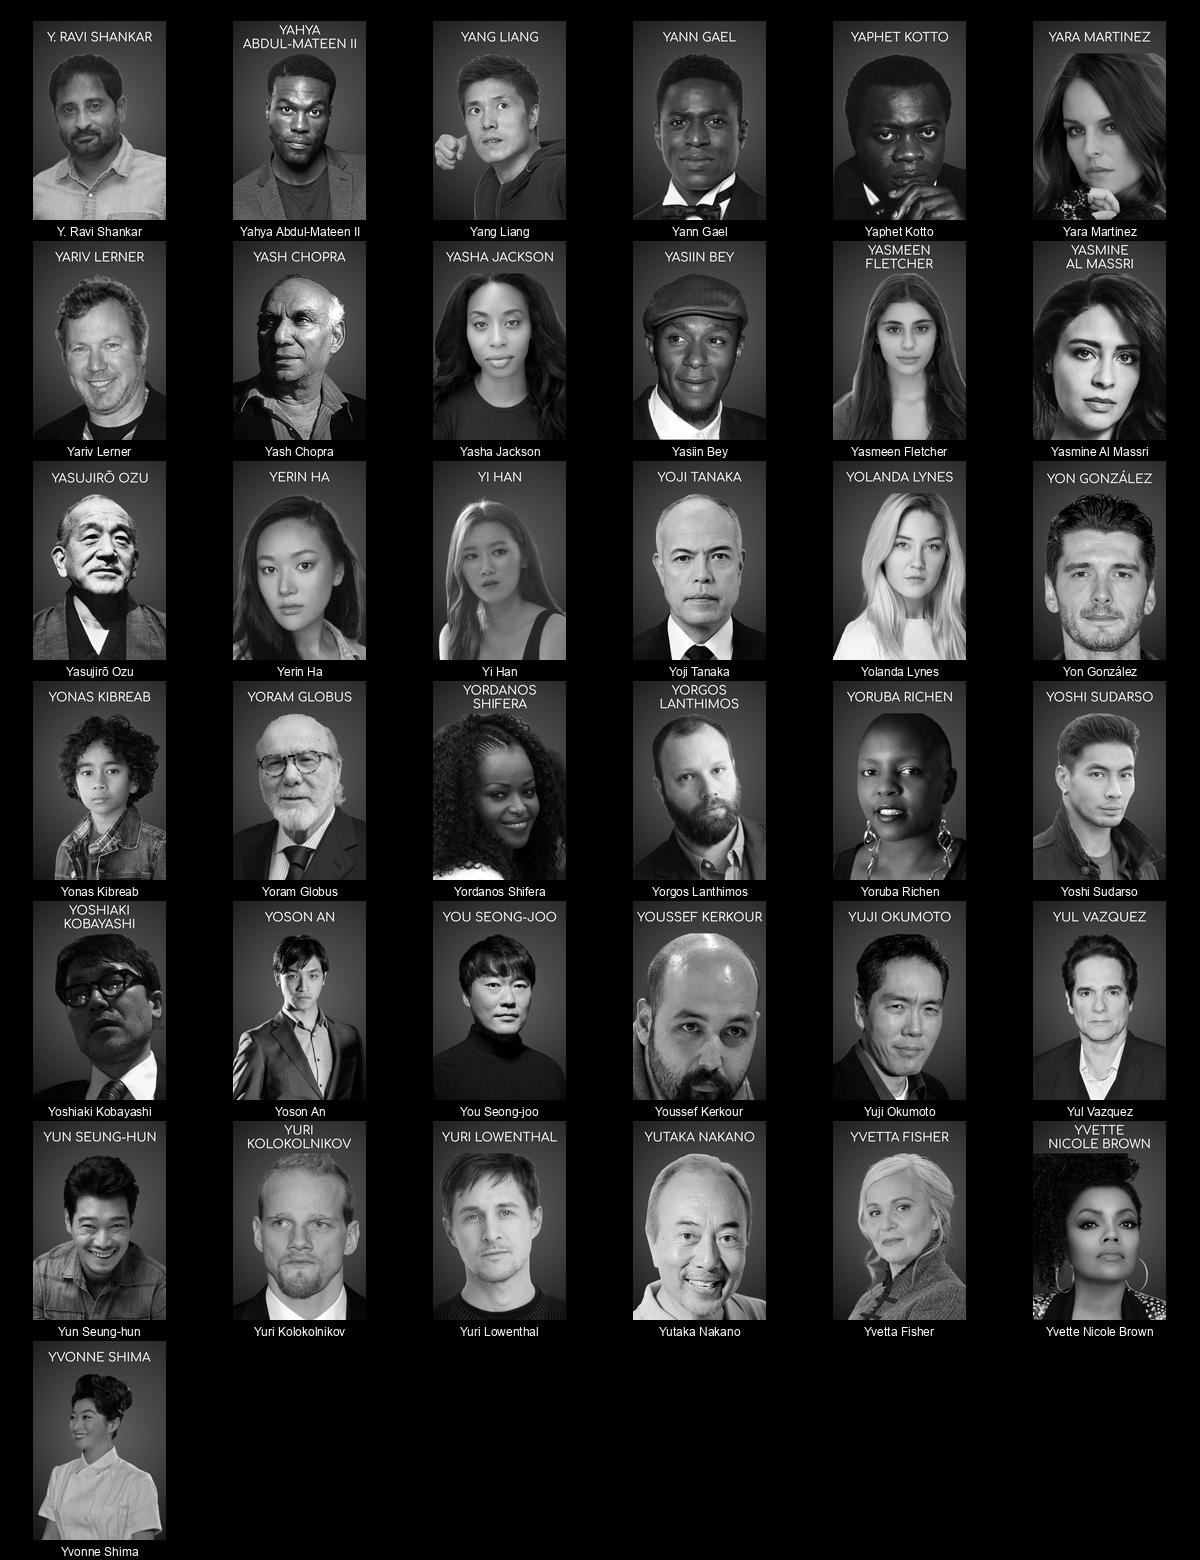 Y. RAVI SHANKAR
YAHYA
ABDUL-MATEEN II
YANG LIANG
YANN GAEL
YAPHET KOTTO
YARA MARTINEZ
Y. Ravi Shankar
Yahya Abdul-Mateen II
Yang Liang
Yann Gael
Yaphet Kotto
Yara Martinez
YARIV LERNER
YASH CHOPRA
YASHA JACKSON
YASIIN BEY
YASMEEN
FLETCHER
YASMINE
AL MASSRI
Yariv Lerner
Yash Chopra
Yasha Jackson
Yasiin Bey
Yasmeen Fletcher
Yasmine Al Massri
YASUJIRŌ OZU
YERIN HA
YI HAN
YOJI TANAKA
YOLANDA LYNES
YON GONZÁLEZ
Yasujirō Ozu
Yerin Ha
Yi Han
Yoji Tanaka
Yolanda Lynes
Yon González
YONAS KIBREAB
YORAM GLOBUS
YORDANOS
SHIFERA
YORGOS
LANTHIMOS
YORUBA RICHEN
YOSHI SUDARSO
Yonas Kibreab
Yoram Globus
Yordanos Shifera
Yorgos Lanthimos
Yoruba Richen
Yoshi Sudarso
YOSHIAKI
KOBAYASHI
YOSON AN
YOU SEONG-JOO
YOUSSEF KERKOUR
YUJI OKUMOTO
YUL VAZQUEZ
Yoshiaki Kobayashi
Yoson An
You Seong-joo
Youssef Kerkour
Yuji Okumoto
Yul Vazquez
YUN SEUNG-HUN
YURI
KOLOKOLNIKOV
YURI LOWENTHAL
YUTAKA NAKANO
YVETTA FISHER
YVETTE
NICOLE BROWN
Yun Seung-hun
Yuri Kolokolnikov
Yuri Lowenthal
Yutaka Nakano
Yvetta Fisher
Yvette Nicole Brown
YVONNE SHIMA
Yvonne Shima